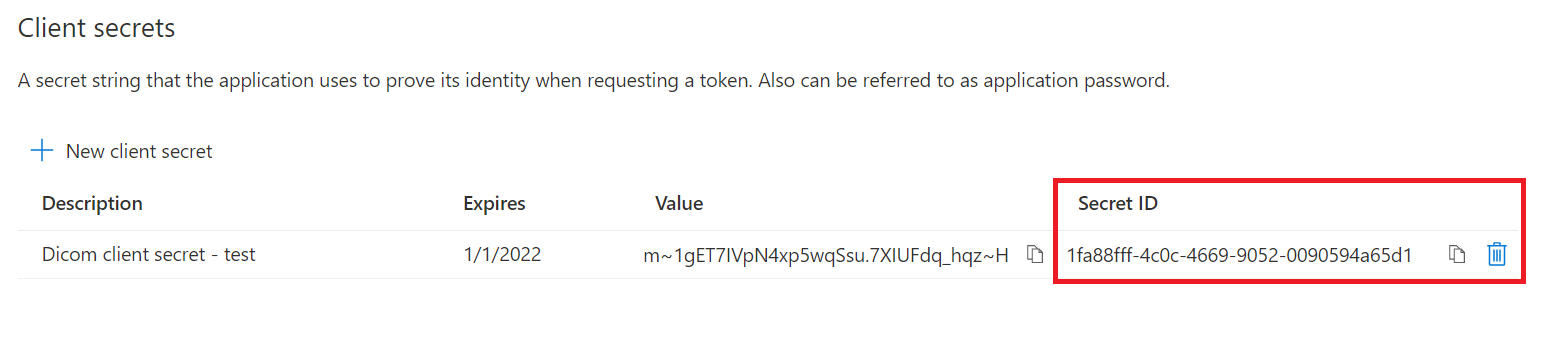 Client secrets
A secret string that the application uses to prove its identity when requesting a token. Also can be referred to as application password.
New client secret
Description Expires Value Secret ID
Dicom client secret - test 1/1/2022 m~1gET7IVpN4xp5wqSsu.7XIUFdq_hqz~H 1fa88fff-4c0c-4669-9052-0090594a65d1